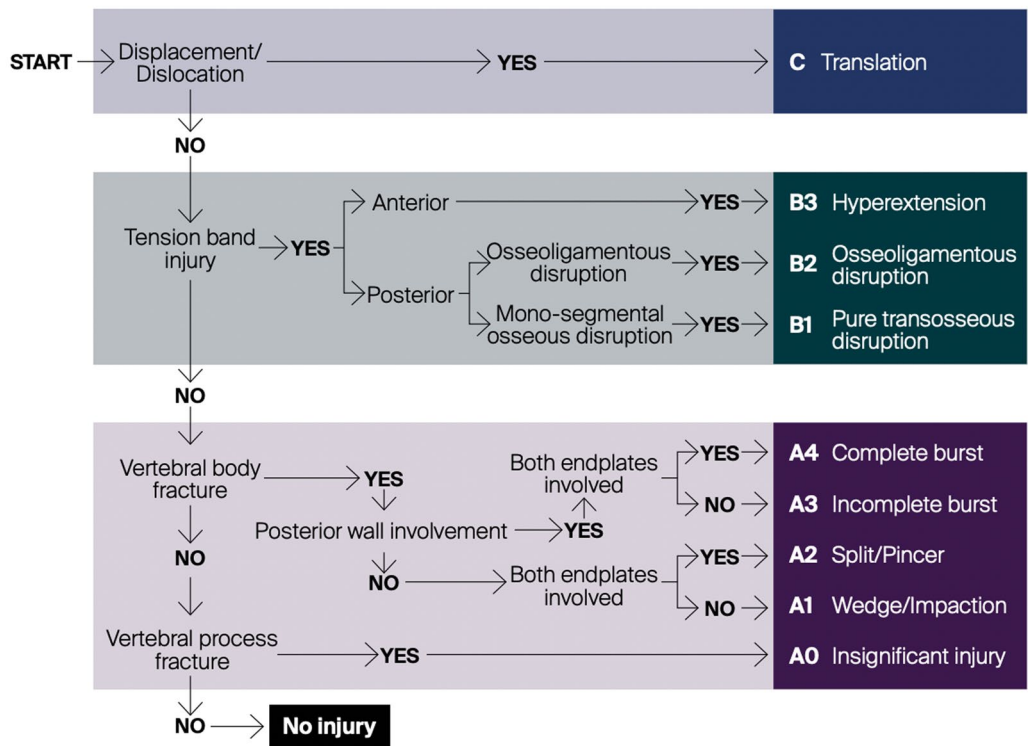 START
Displacement/
Dislocation
YES
C Translation
NO
Tension band
injury
YES
Anterior
YES
B3 Hyperextension
Posterior
Osseoligamentous
disruption
YES
B2 Osseoligamentous
disruption
Mono-segmental
osseous disruption
YES
B1 Pure transosseous
disruption
NO
Vertebral body
fracture
YES
Posterior wall involvement
YES
Both endplates
involved
YES
A4 Complete burst
NO
A3 Incomplete burst
NO
Both endplates
involved
YES
A2 Split/Pincer
NO
A1 Wedge/Impaction
NO
Vertebral process
fracture
YES
A0 Insignificant injury
NO
No injury